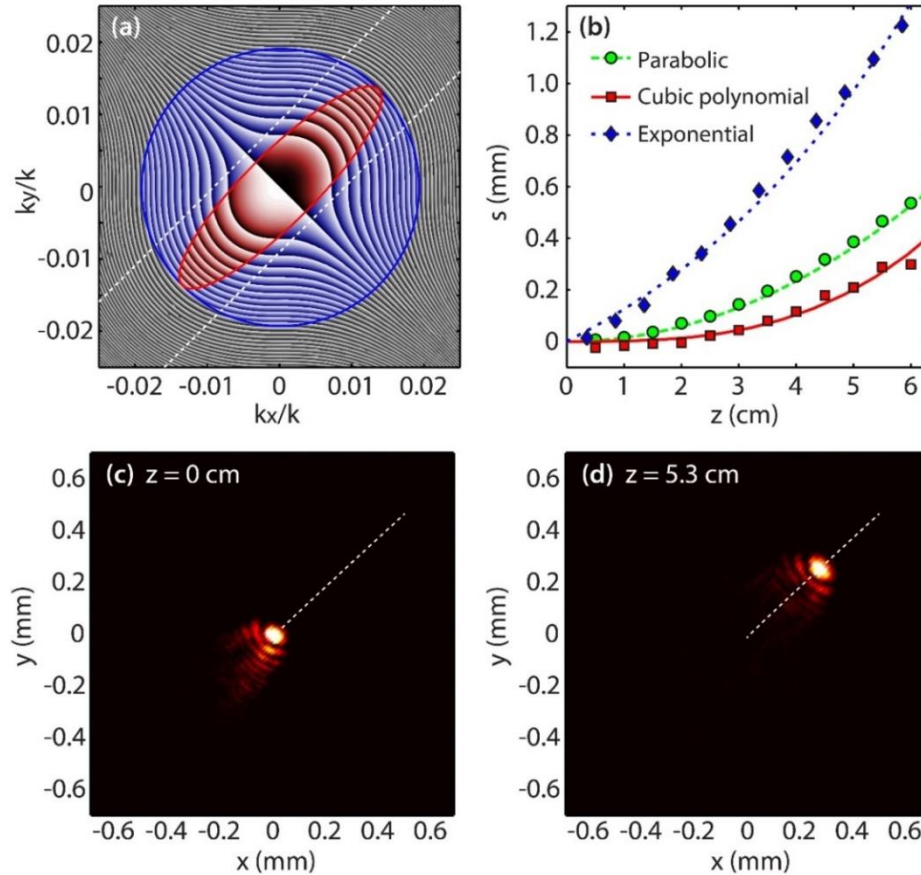 (a)
0.02
0.01
0
-0.01
-0.02
ky/k
-0.02 -0.01 0 0.01 0.02
kx/k
(b)
1.2
1.0
0.8
0.6
0.4
0.2
0
s (mm)
Parabolic
Cubic polynomial
Exponential
0 1 2 3 4 5 6
z (cm)
(c) z = 0 cm
0.6
0.4
0.2
0
-0.2
-0.4
-0.6
y (mm)
-0.6 -0.4 -0.2 0 0.2 0.4 0.6
x (mm)
(d) z = 5.3 cm
0.6
0.4
0.2
0
-0.2
-0.4
-0.6
y (mm)
-0.6 -0.4 -0.2 0 0.2 0.4 0.6
x (mm)